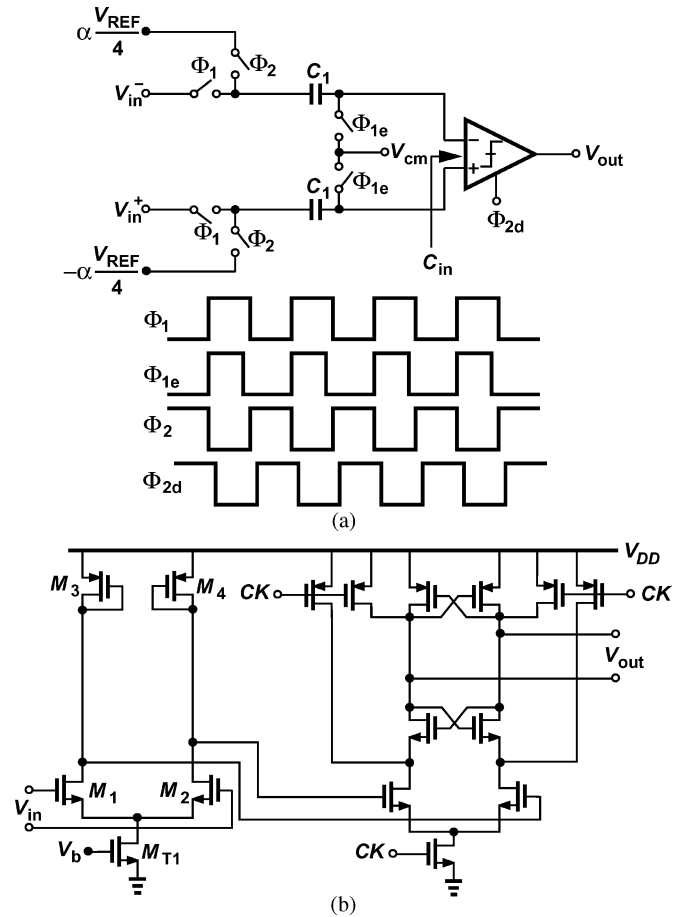 α V_REF/4
Φ1
Φ2
V_in^-
C1
Φ1e
V_cm
−
+
V_out
Φ1e
C1
V_in^+
Φ1
Φ2
Φ2d
−α V_REF/4
C_in
Φ1
Φ1e
Φ2
Φ2d
(a)
V_DD
M3
M4
CK
CK
V_out
M1
M2
V_in
V_b
M_T1
CK
(b)